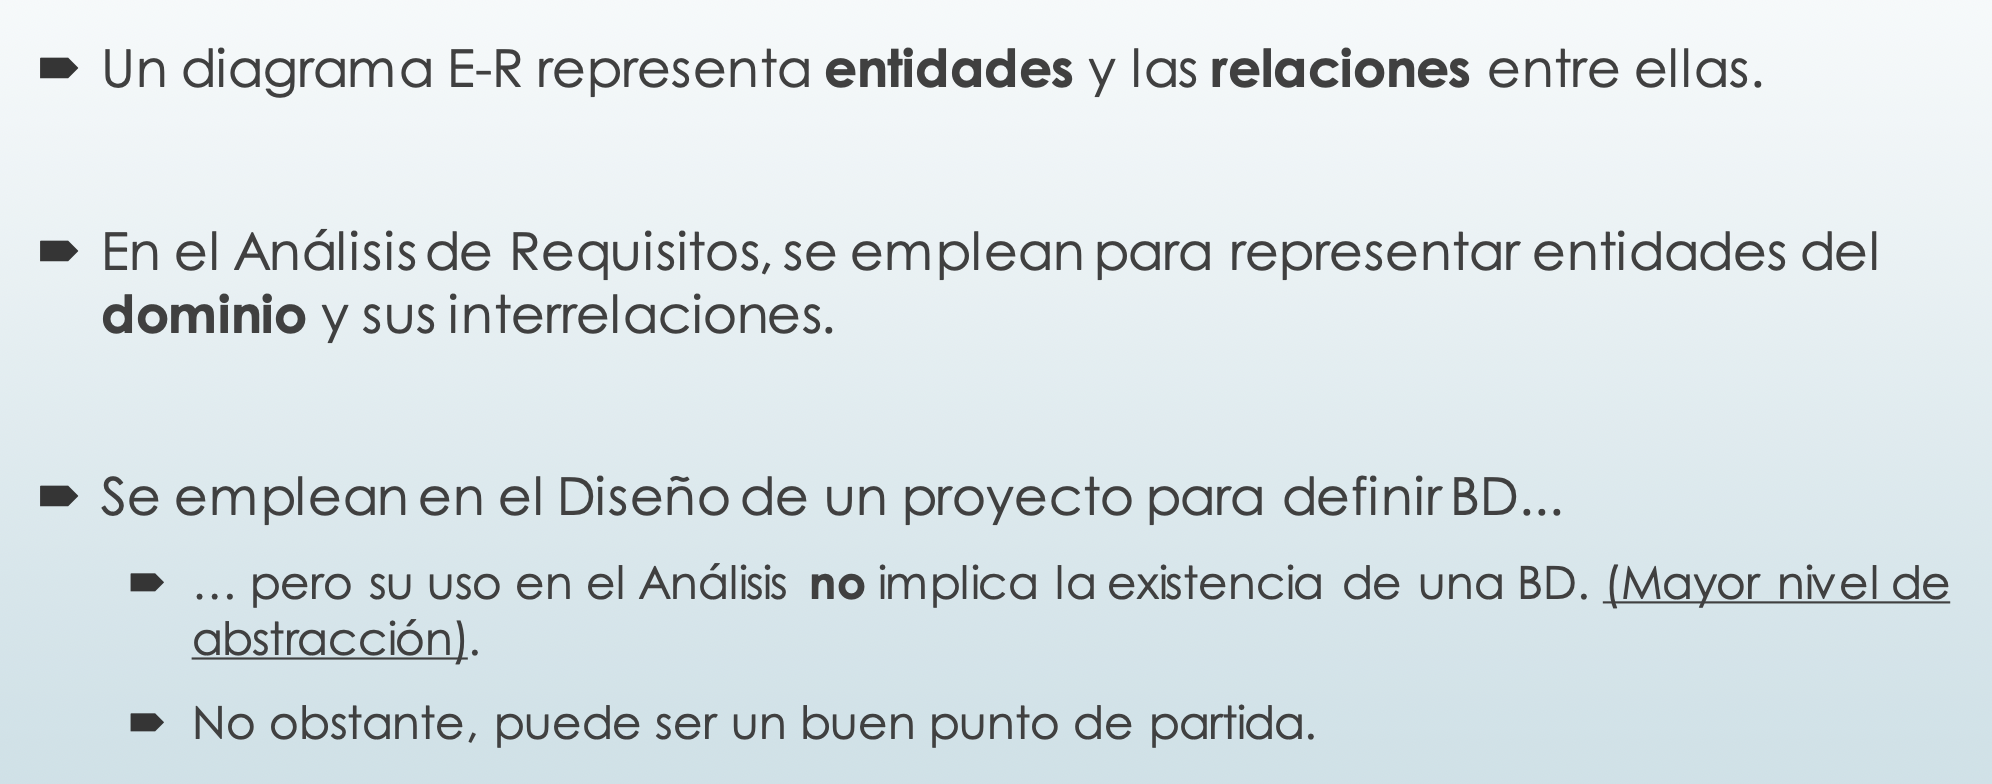 Un diagrama E-R representa entidades y las relaciones entre ellas.
En el Análisis de Requisitos, se emplean para representar entidades del
dominio y sus interrelaciones.
Se emplean en el Diseño de un proyecto para definir BD...
... pero su uso en el Análisis no implica la existencia de una BD. (Mayor nivel de
abstracción).
No obstante, puede ser un buen punto de partida.